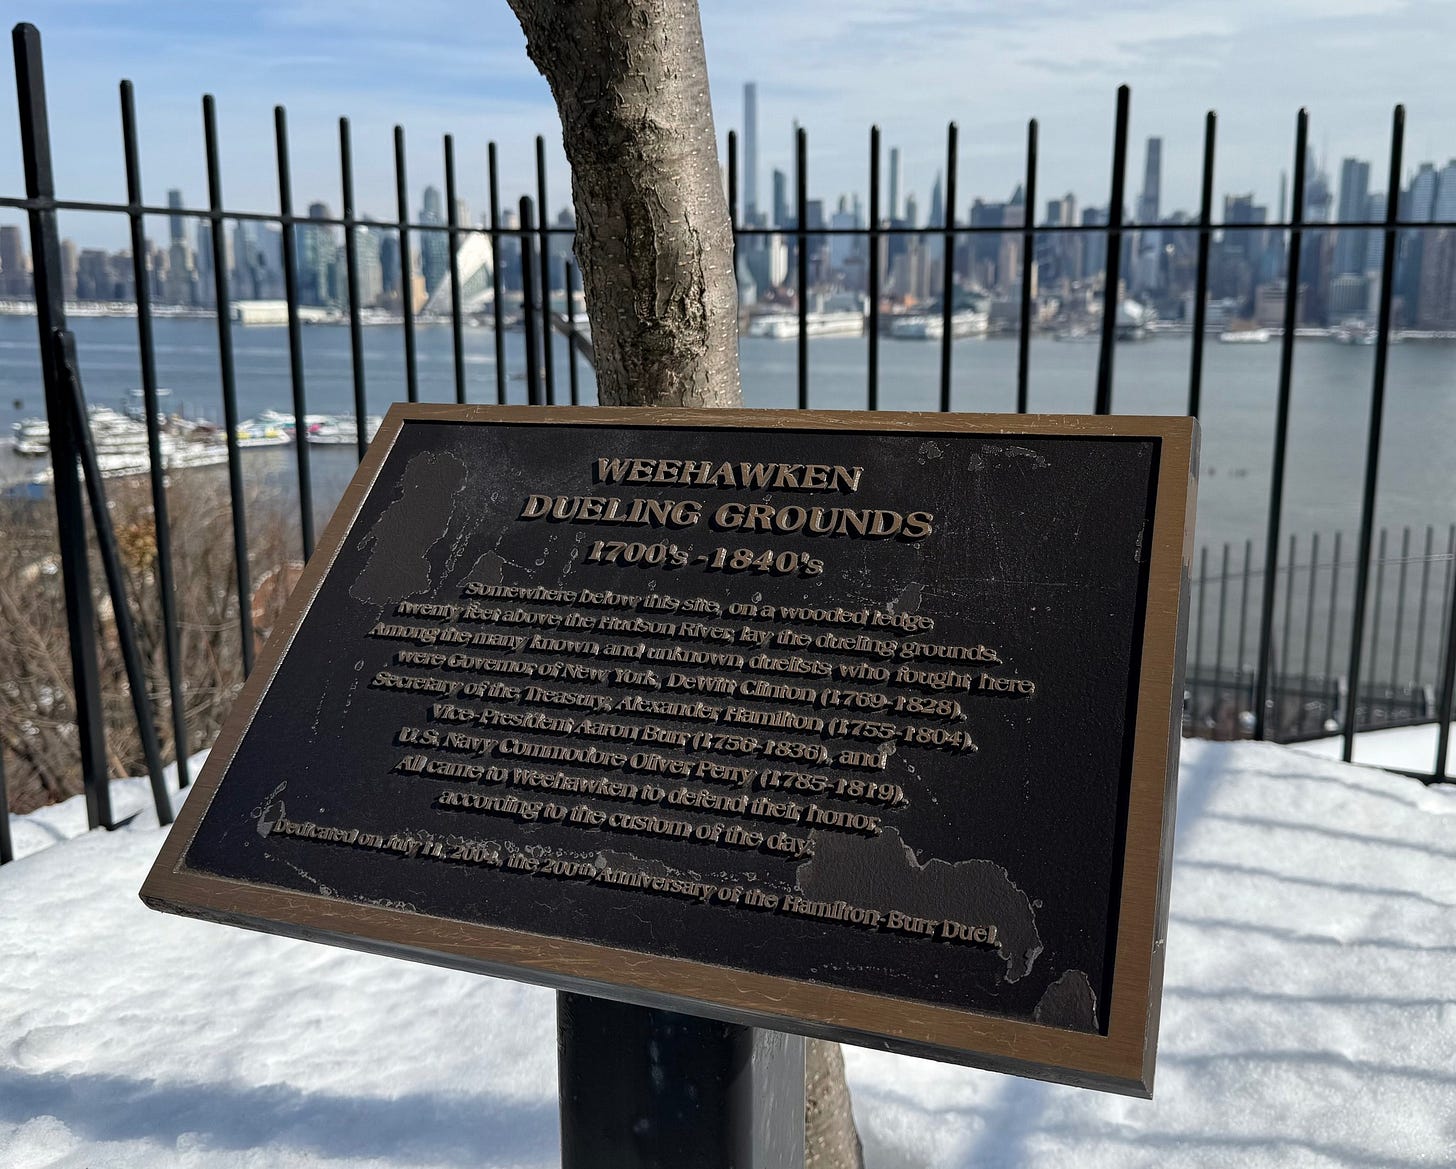 WEEHAWKEN
DUELING GROUNDS
1700's - 1840's
Somewhere below this site, on a wooded ledge
twenty feet above the Hudson River, lay the dueling grounds.
Among the many known and unknown duelists who fought here
were Governor of New York, DeWitt Clinton (1769-1828),
Secretary of the Treasury, Alexander Hamilton (1755-1804),
Vice-President Aaron Burr (1756-1836), and
U.S. Navy Commodore Oliver Perry (1785-1819).
All came to Weehawken to defend their honor,
according to the custom of the day.
Dedicated on July 11, 2004, the 200th Anniversary of the Hamilton-Burr Duel.